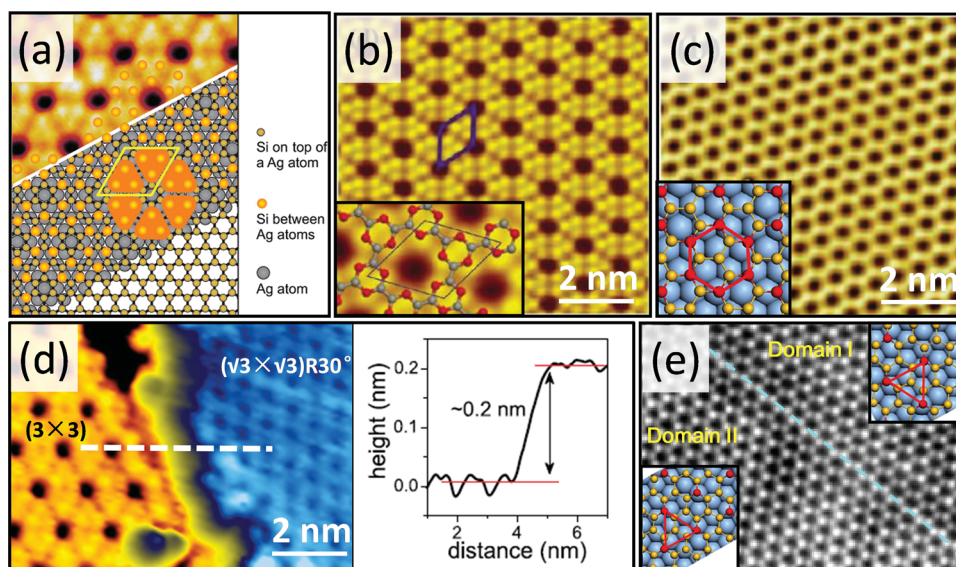 (a)
Si on top of
a Ag atom
Si between
Ag atoms
Ag atom
(b)
2 nm
(c)
2 nm
(d)
(3×3)
(√3×√3)R30°
2 nm
height (nm)
0.2
0.1
0.0
~0.2 nm
2
4
6
distance (nm)
(e)
Domain I
Domain II